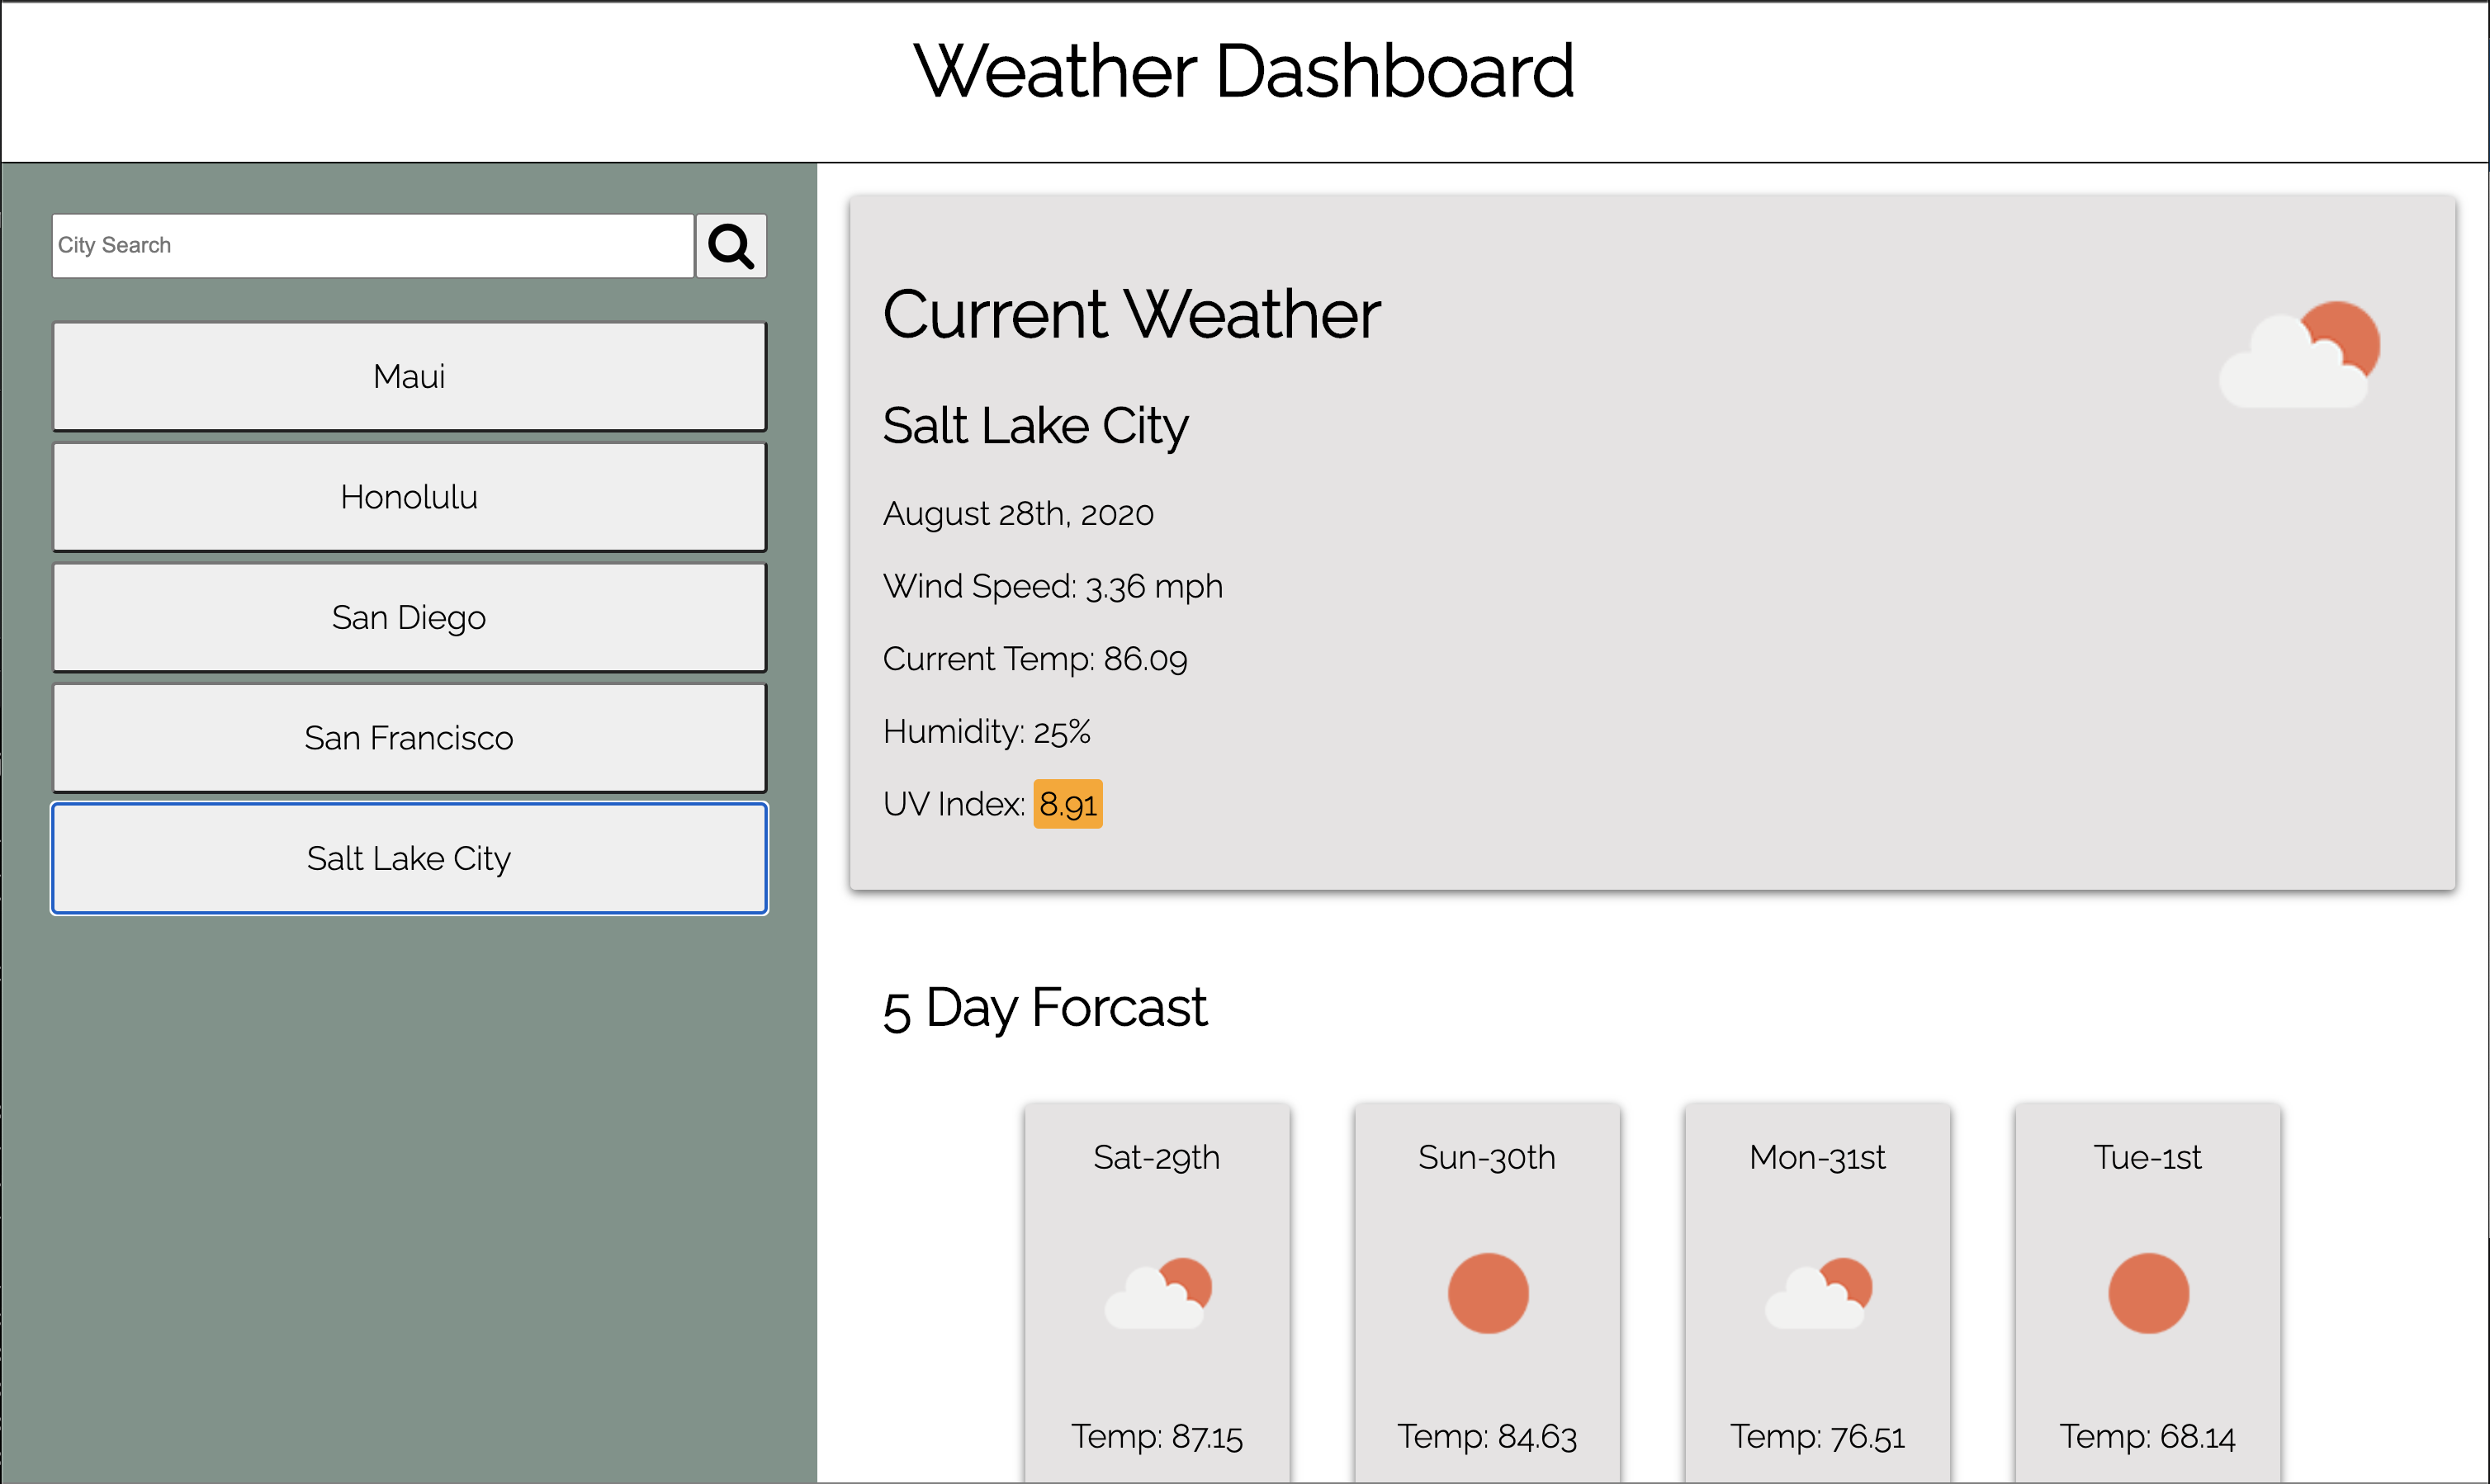 Weather Dashboard
City Search
Maui
Honolulu
San Diego
San Francisco
Salt Lake City
Current Weather
Salt Lake City
August 28th, 2020
Wind Speed: 3.36 mph
Current Temp: 86.09
Humidity: 25%
UV Index: 8.91
5 Day Forcast
Sat-29th
Sun-30th
Mon-31st
Tue-1st
Temp: 87.15
Temp: 84.63
Temp: 76.51
Temp: 68.14